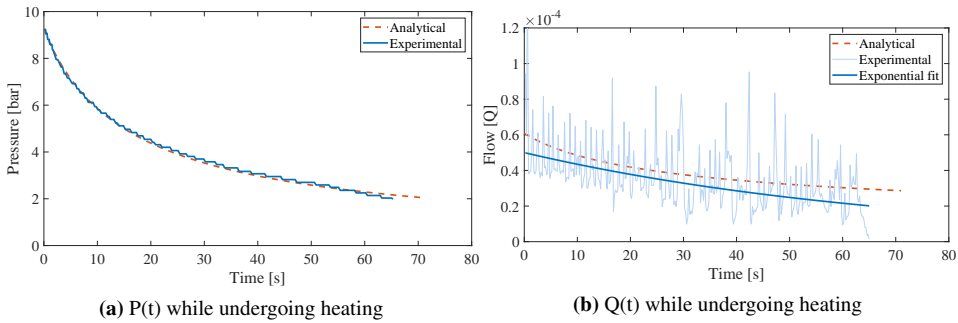 10
8
6
4
2
0
Pressure [bar]
0 10 20 30 40 50 60 70 80
Time [s]
Analytical
Experimental
(a) P(t) while undergoing heating
×10⁻⁴
1.2
1
0.8
0.6
0.4
0.2
0
Flow [Q]
0 10 20 30 40 50 60 70 80
Time [s]
Analytical
Experimental
Exponential fit
(b) Q(t) while undergoing heating